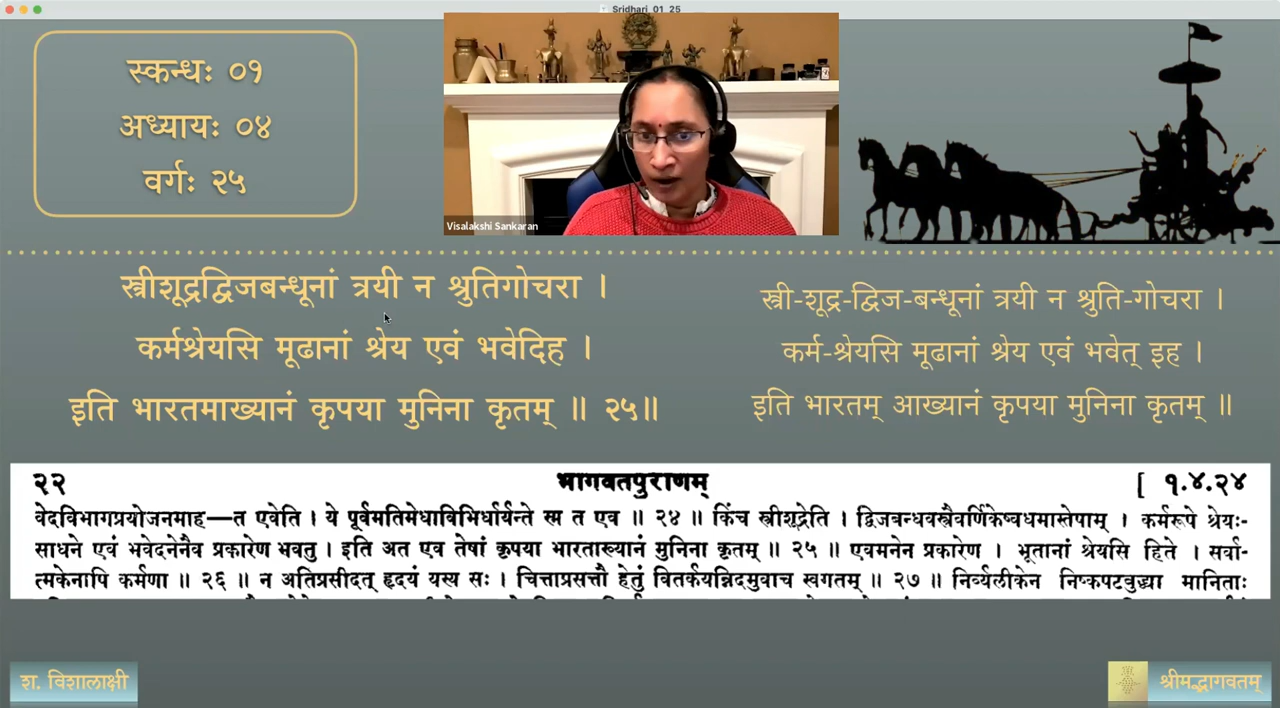 Sridhari_01_25
स्कन्धः ०१
अध्यायः ०४
वर्गः २५
Visalakshi Sankaran
स्त्रीशूद्रद्विजबन्धूनां त्रयी न श्रुतिगोचरा ।
कर्मश्रेयसि मूढानां श्रेय एवं भवेदिह ।
इति भारतमाख्यानं कृपया मुनिना कृतम् ॥ २५॥
स्त्री-शूद्र-द्विज-बन्धूनां त्रयी न श्रुति-गोचरा ।
कर्म-श्रेयसि मूढानां श्रेय एवं भवेत् इह ।
इति भारतम् आख्यानं कृपया मुनिना कृतम् ॥
२२ भागवतपुराणम् [ १.४.२४
वेदविभागप्रयोजनमाह—त एवेति । ये पूर्वमतिमेधाविभिर्धार्यन्ते स्म त एव ॥ २४ ॥ किंच स्त्रीशूद्रेति । द्विजबन्धवस्त्रैवर्णिकेष्वधमास्तेषाम् । कर्मरूपे श्रेयः-
साधने एवं भवेदनेनैव प्रकारेण भवतु । इति अत एव तेषां कृपया भारताख्यानं मुनिना कृतम् ॥ २५ ॥ एवमनेन प्रकारेण । भूतानां श्रेयसि हिते । सर्वा-
त्मकेनापि कर्मणा ॥ २६ ॥ न अतिप्रसीदत् हृदयं यस्य सः । चित्ताप्रसत्तौ हेतुं वितर्कयन्निदमुवाच स्वगतम् ॥ २७ ॥ निर्व्यलीकेन निष्कपटबुद्ध्या मानिताः
श. विशालाक्षी
श्रीमद्भागवतम्